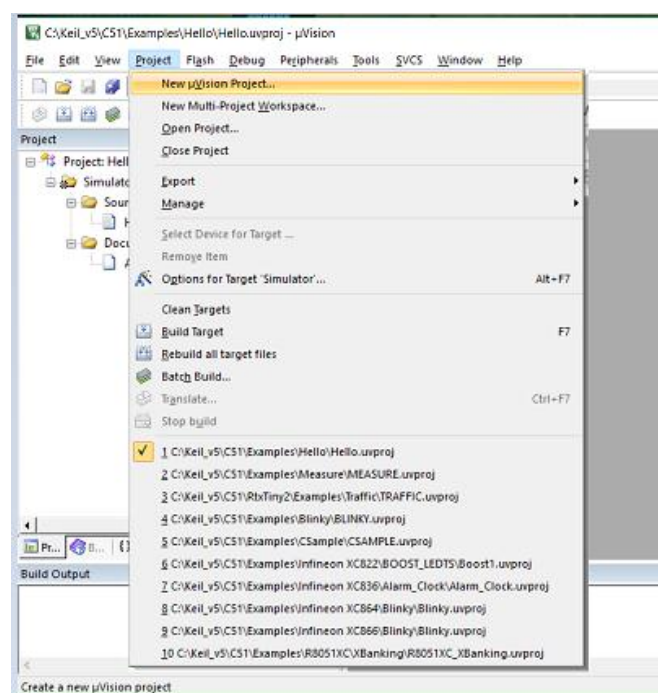 C:\Keil_v5\C51\Examples\Hello\Hello.uvproj - µVision
File Edit View Project Flash Debug Peripherals Tools SVCS Window Help
New µVision Project...
New Multi-Project Workspace...
Open Project...
Close Project
Export
Manage
Select Device for Target ...
Remove Item
Options for Target 'Simulator'... Alt+F7
Clean Targets
Build Target F7
Rebuild all target files
Batch Build...
Translate... Ctrl+F7
Stop build
1 C:\Keil_v5\C51\Examples\Hello\Hello.uvproj
2 C:\Keil_v5\C51\Examples\Measure\MEASURE.uvproj
3 C:\Keil_v5\C51\RtxTiny2\Examples\Traffic\TRAFFIC.uvproj
4 C:\Keil_v5\C51\Examples\Blinky\BLINKY.uvproj
5 C:\Keil_v5\C51\Examples\CSample\CSAMPLE.uvproj
6 C:\Keil_v5\C51\Examples\Infineon XC822\BOOST_LEDTS\Boost1.uvproj
7 C:\Keil_v5\C51\Examples\Infineon XC836\Alarm_Clock\Alarm_Clock.uvproj
8 C:\Keil_v5\C51\Examples\Infineon XC864\Blinky\Blinky.uvproj
9 C:\Keil_v5\C51\Examples\Infineon XC866\Blinky\Blinky.uvproj
10 C:\Keil_v5\C51\Examples\R8051XC\XBanking\R8051XC_XBanking.uvproj
Project
Project: Hell
Simulato
Sour
H
Docu
A
Pr... B... {}
Build Output
Create a new µVision project